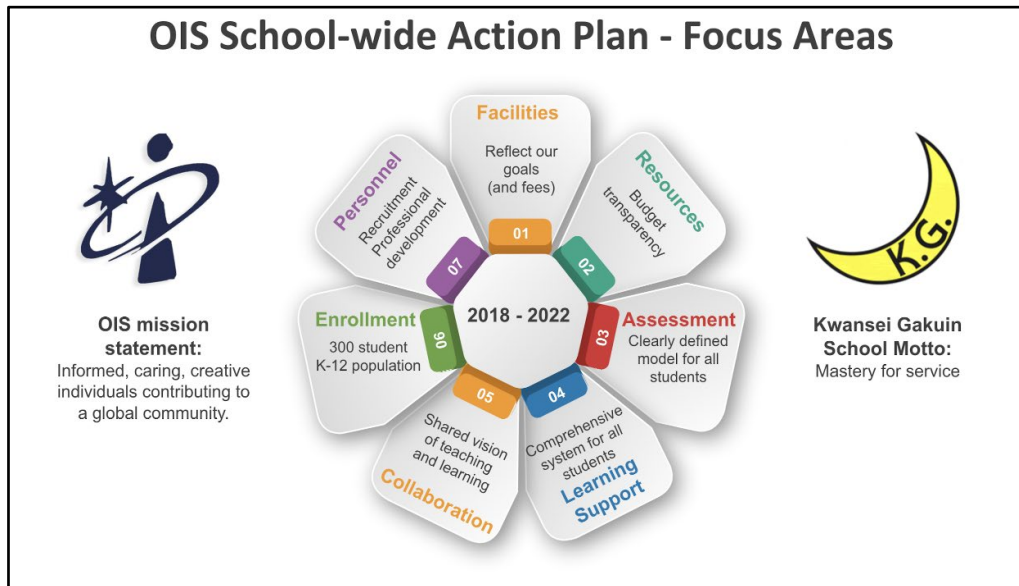 OIS School-wide Action Plan - Focus Areas
OIS mission
statement:
Informed, caring, creative
individuals contributing to
a global community.
2018 - 2022
01
Facilities
Reflect our
goals
(and fees)
02
Resources
Budget
transparency
03
Assessment
Clearly defined
model for all
students
04
Comprehensive
system for all
students
Learning
Support
05
Shared vision
of teaching
and learning
Collaboration
06
Enrollment
300 student
K-12 population
07
Personnel
Recruitment
Professional
development
K.G.
Kwansei Gakuin
School Motto:
Mastery for service